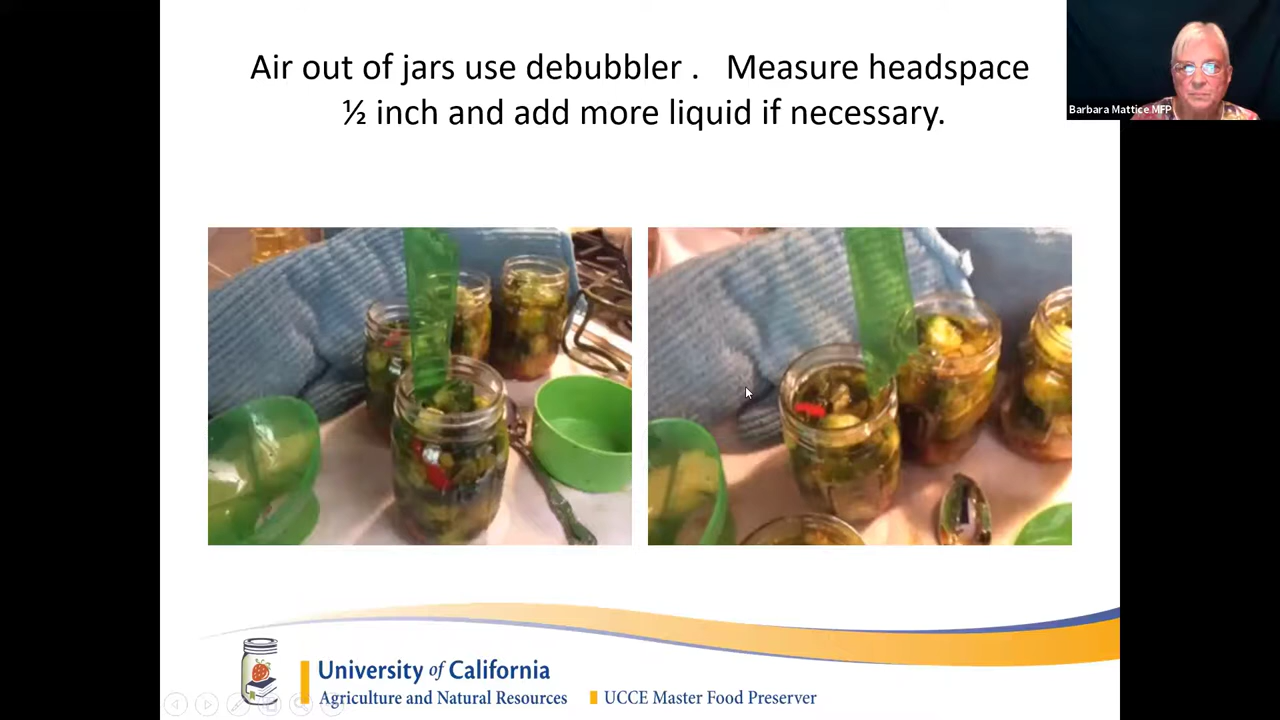 Air out of jars use debubbler .   Measure headspace
½ inch and add more liquid if necessary.
Barbara Mattice MFP
University of California
Agriculture and Natural Resources
UCCE Master Food Preserver